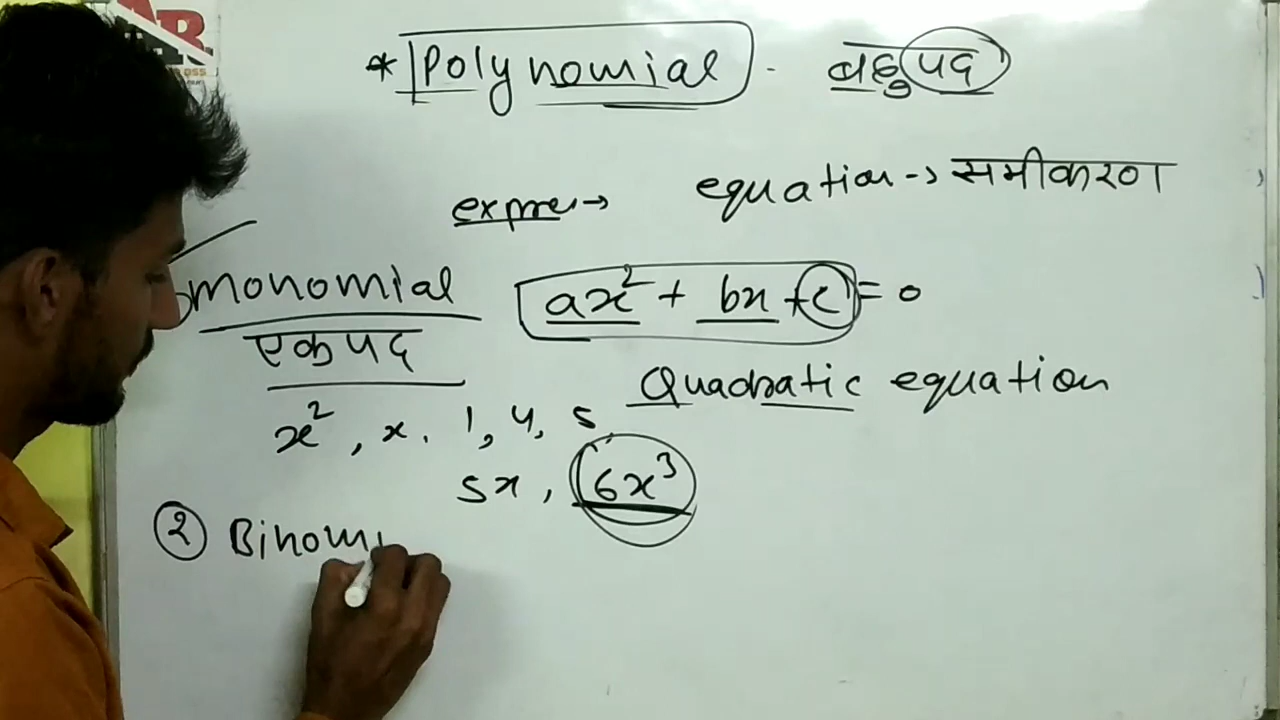 * Polynomial - बहुपद
expre → equation → समीकरण
monomial
एकपद
ax² + bx + c = 0
Quadratic equation
x², x. 1, 4, 5
5x, 6x³
② Binomi